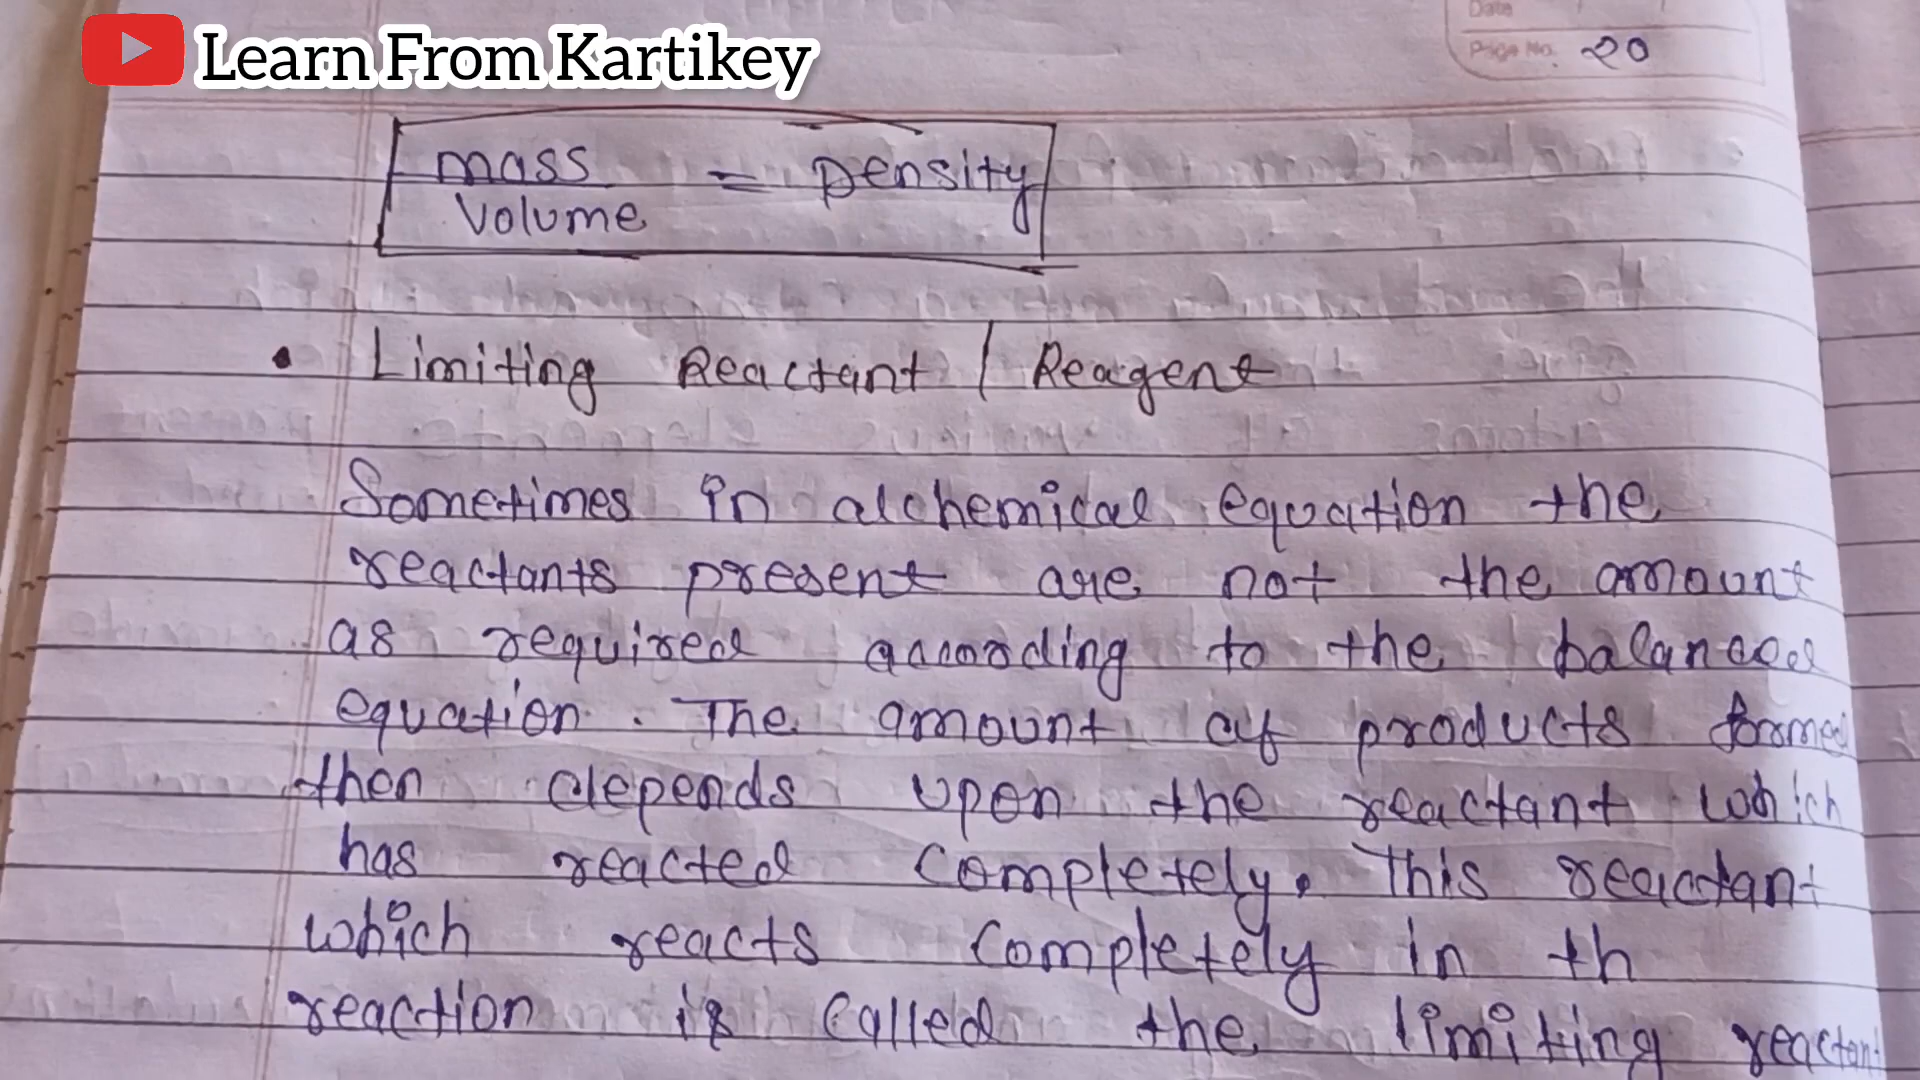 Learn From Kartikey
Date
Page No. 20
mass
volume
= Density
• Limiting Reactant / Reagent
Sometimes in a chemical equation the
reactants present are not the amount
as required according to the balanced
equation. The amount of products formed
then depends upon the reactant which
has reacted completely. This reactant
which reacts completely in th
reaction is called the limiting reactant